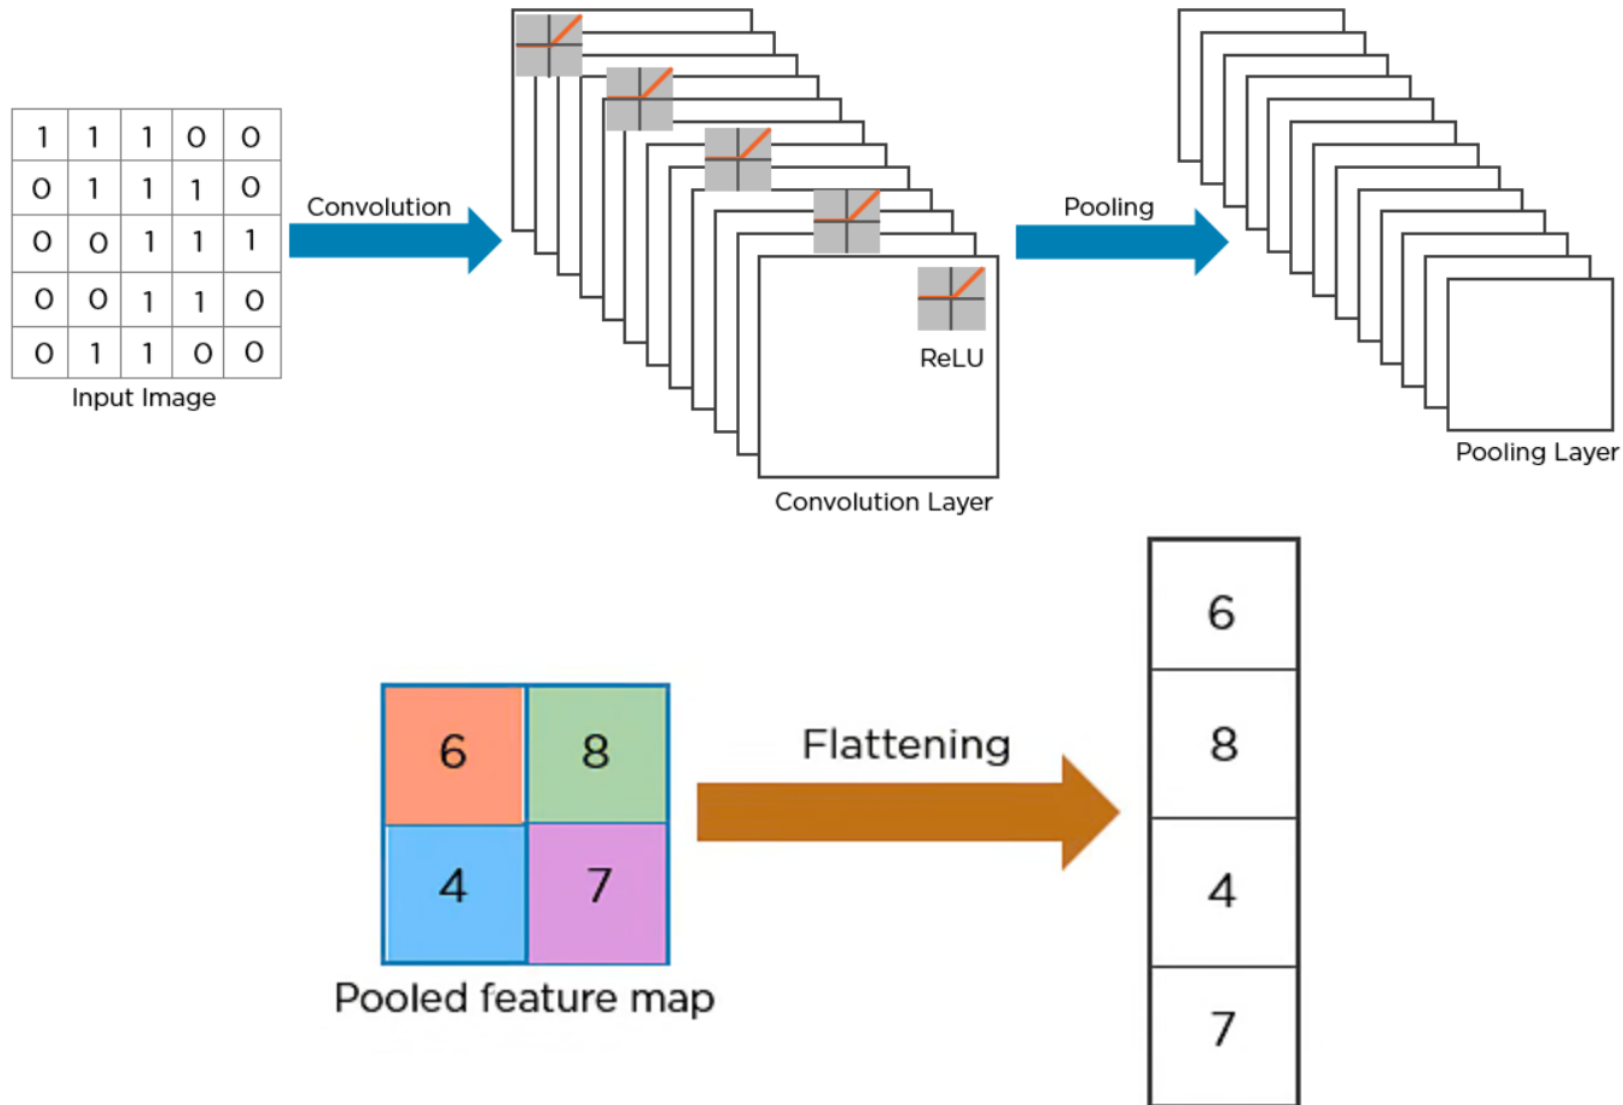 1 1 1 0 0
0 1 1 1 0
0 0 1 1 1
0 0 1 1 0
0 1 1 0 0
Input Image
Convolution
ReLU
Convolution Layer
Pooling
Pooling Layer
6 8
4 7
Pooled feature map
Flattening
6
8
4
7